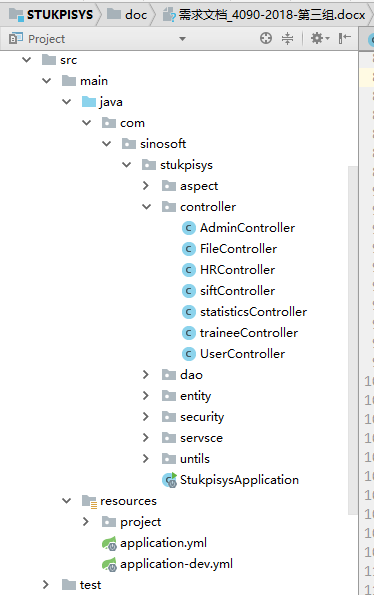 STUKPISYS doc 需求文档_4090-2018-第三组.docx
Project
src
main
java
com
sinosoft
stukpisys
aspect
controller
AdminController
FileController
HRController
siftController
statisticsController
traineeController
UserController
dao
entity
security
servsce
untils
StukpisysApplication
resources
project
application.yml
application-dev.yml
test